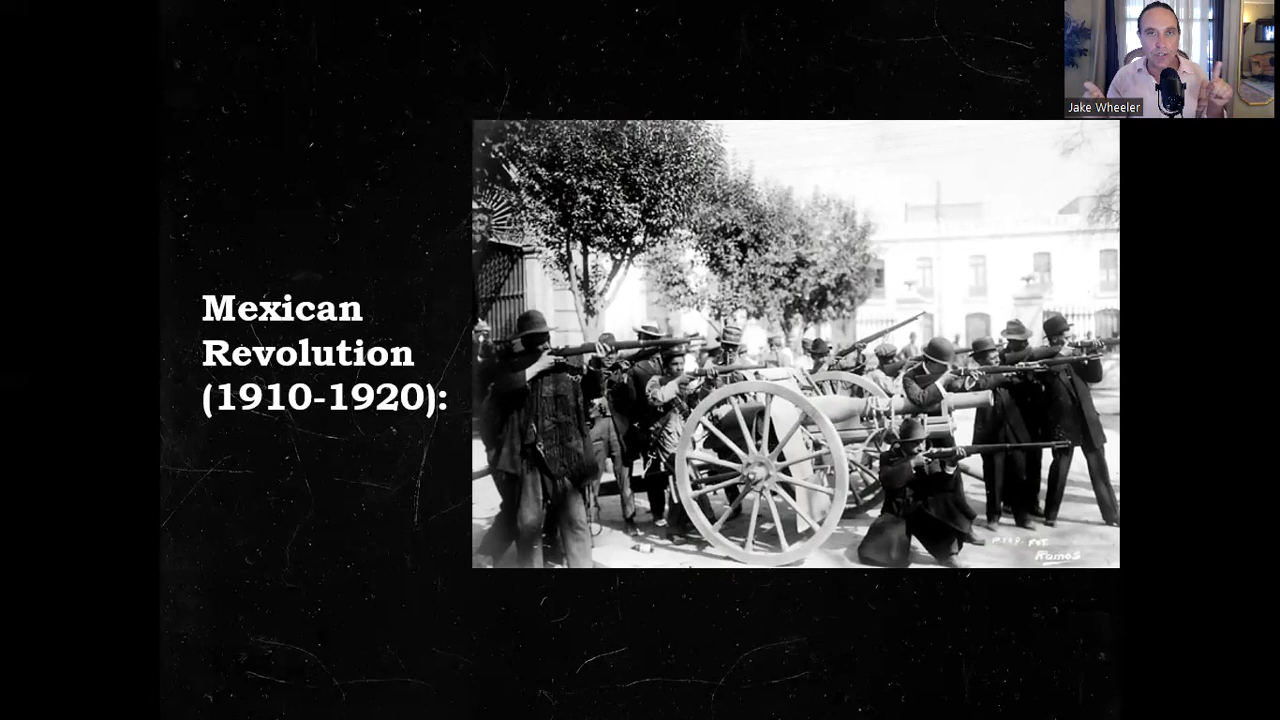 Jake Wheeler
Mexican
Revolution
(1910-1920):
Ramos